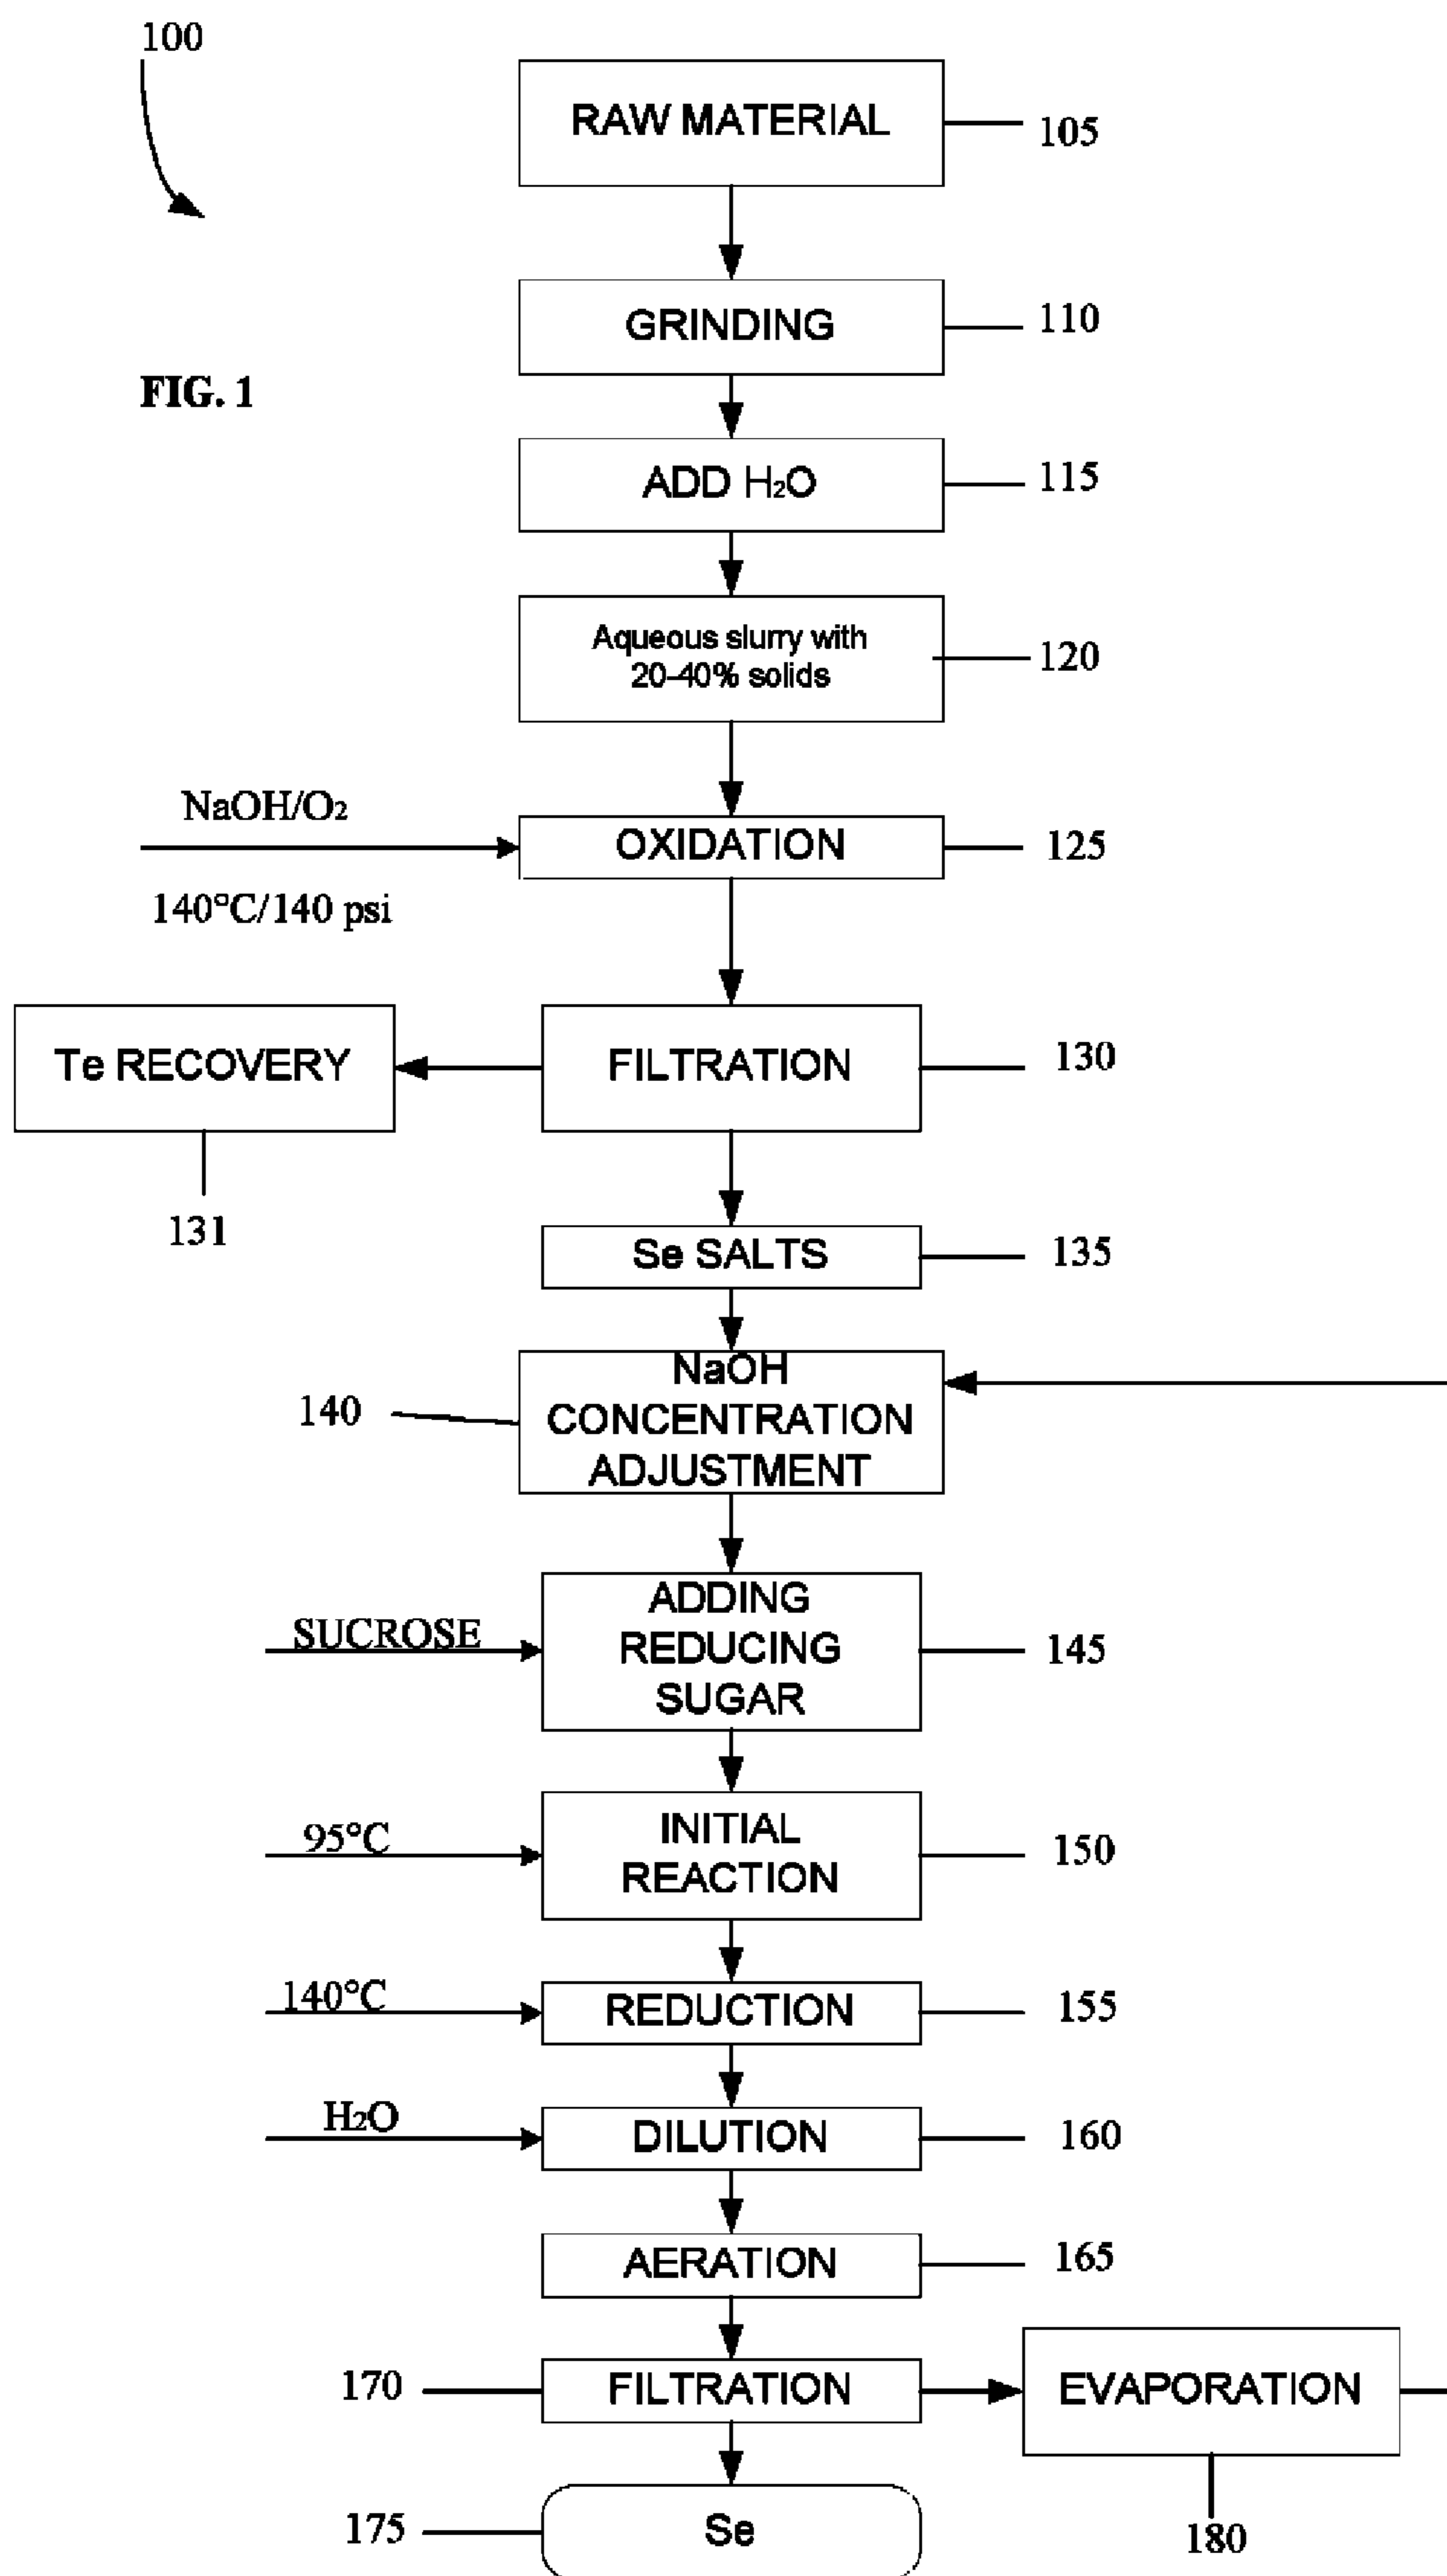 100
RAW MATERIAL
105
GRINDING
110
FIG. 1
ADD H₂O
115
Aqueous slurry with
20-40% solids
120
NaOH/O₂
OXIDATION
125
140°C/140 psi
Te RECOVERY
FILTRATION
130
131
Se SALTS
135
NaOH
CONCENTRATION
ADJUSTMENT
140
SUCROSE
ADDING
REDUCING
SUGAR
145
95°C
INITIAL
REACTION
150
140°C
REDUCTION
155
H₂O
DILUTION
160
AERATION
165
170
FILTRATION
EVAPORATION
175
Se
180